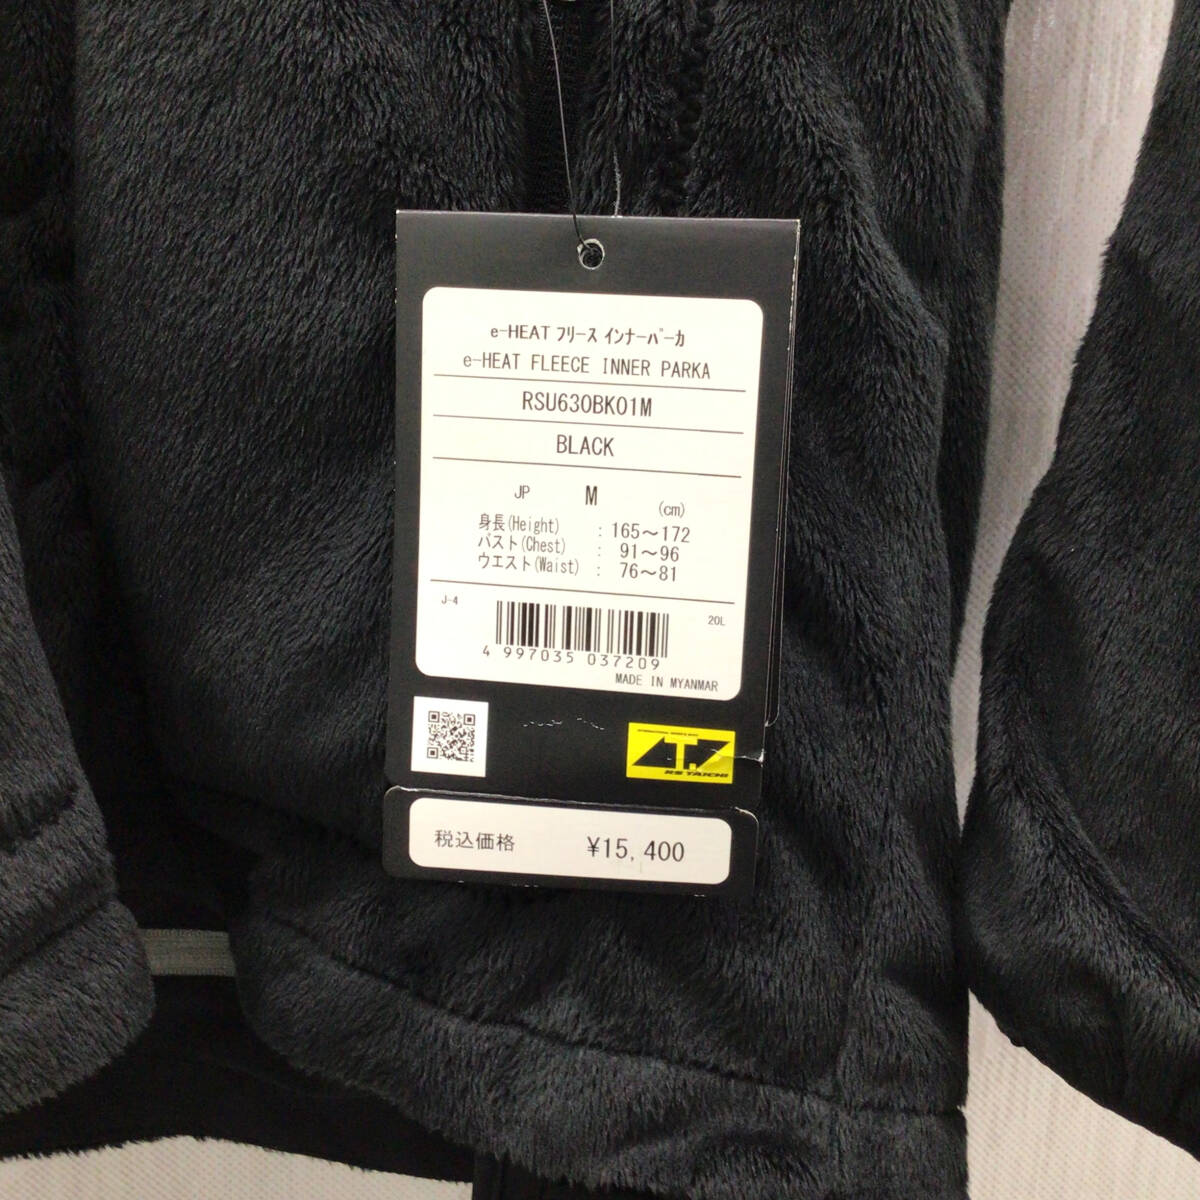 e-HEAT フリース インナーパーカ
e-HEAT FLEECE INNER PARKA
RSU630BK01M
BLACK
JP M
(cm)
身長(Height) : 165～172
バスト(Chest) : 91～96
ウエスト(Waist) : 76～81
J-4
20L
4 997035 037209
MADE IN MYANMAR
RS TAICHI
税込価格 ¥15,400